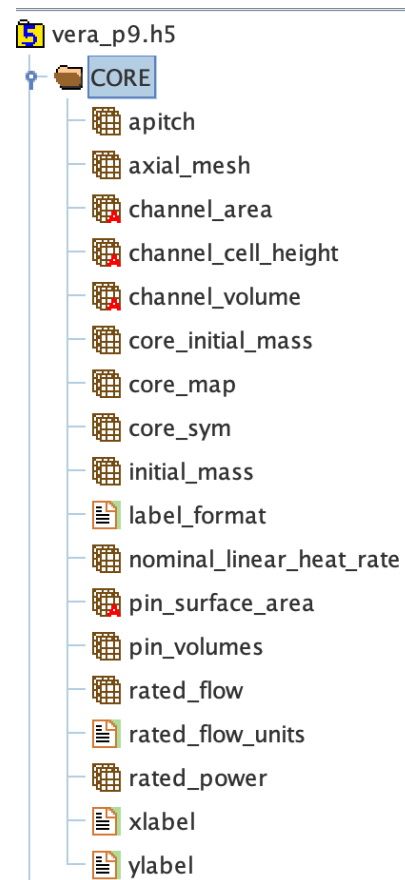 vera_p9.h5
CORE
apitch
axial_mesh
channel_area
channel_cell_height
channel_volume
core_initial_mass
core_map
core_sym
initial_mass
label_format
nominal_linear_heat_rate
pin_surface_area
pin_volumes
rated_flow
rated_flow_units
rated_power
xlabel
ylabel